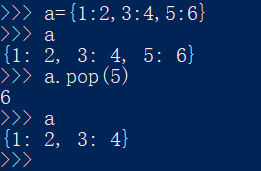 >>> a={1:2,3:4,5:6}
>>> a
{1: 2, 3: 4, 5: 6}
>>> a.pop(5)
6
>>> a
{1: 2, 3: 4}
>>>